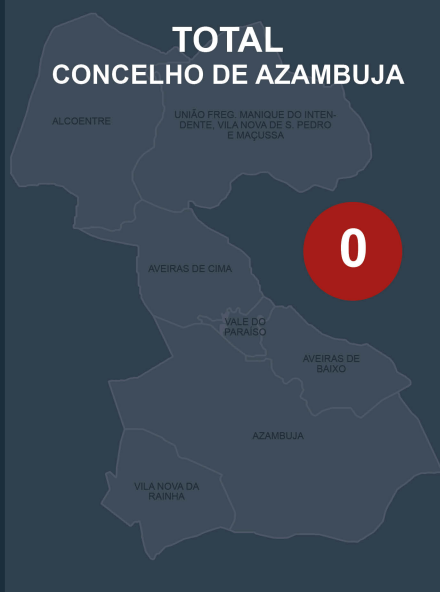 TOTAL
CONCELHO DE AZAMBUJA
ALCOENTRE
UNIÃO FREG. MANIQUE DO INTEN-
DENTE, VILA NOVA DE S. PEDRO
E MAÇUSSA
0
AVEIRAS DE CIMA
VALE DO
PARAÍSO
AVEIRAS DE
BAIXO
AZAMBUJA
VILA NOVA DA
RAINHA